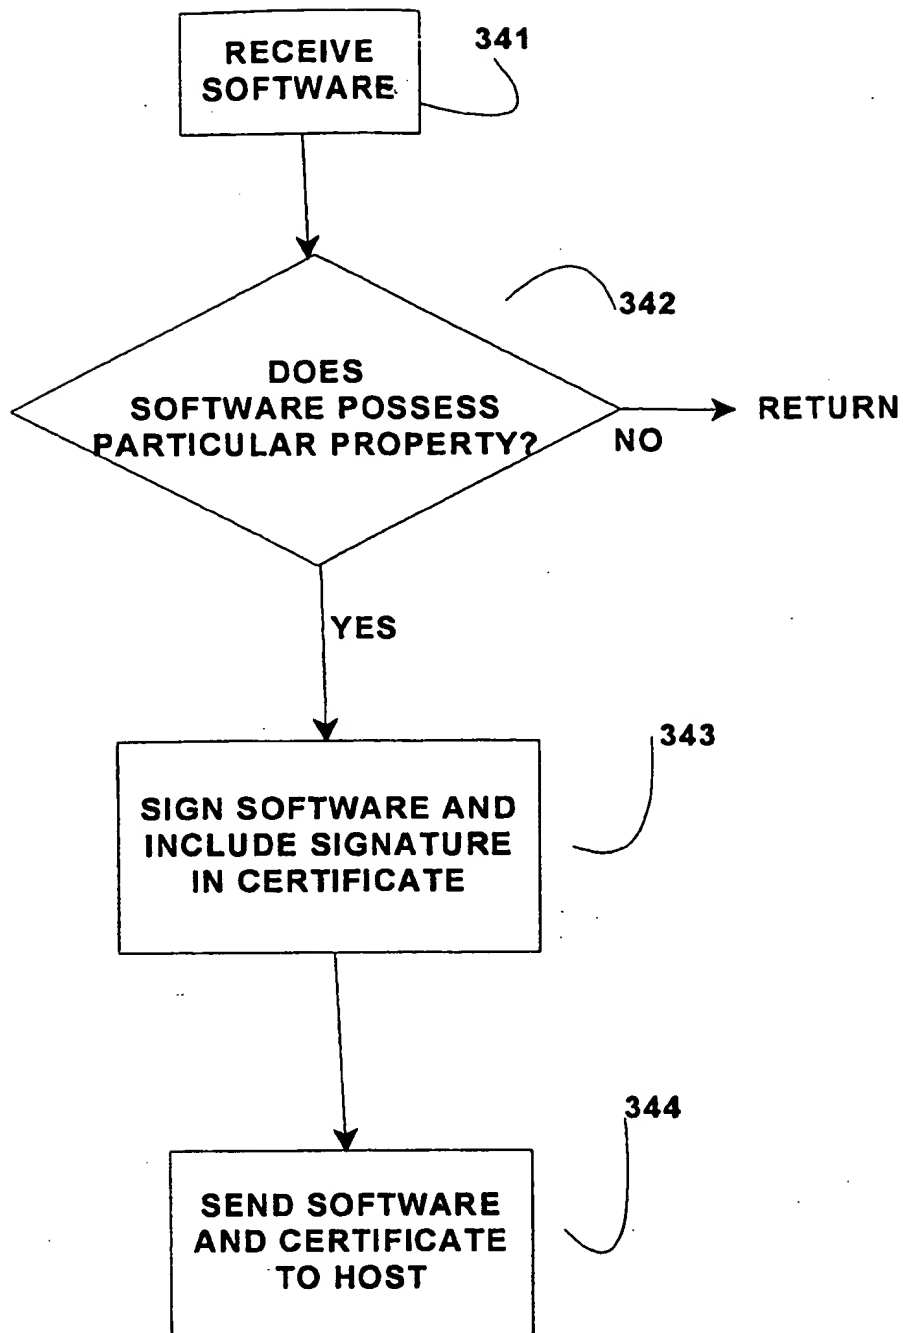 RECEIVE
SOFTWARE
341
342
DOES
SOFTWARE POSSESS
PARTICULAR PROPERTY?
NO
RETURN
YES
343
SIGN SOFTWARE AND
INCLUDE SIGNATURE
IN CERTIFICATE
344
SEND SOFTWARE
AND CERTIFICATE
TO HOST